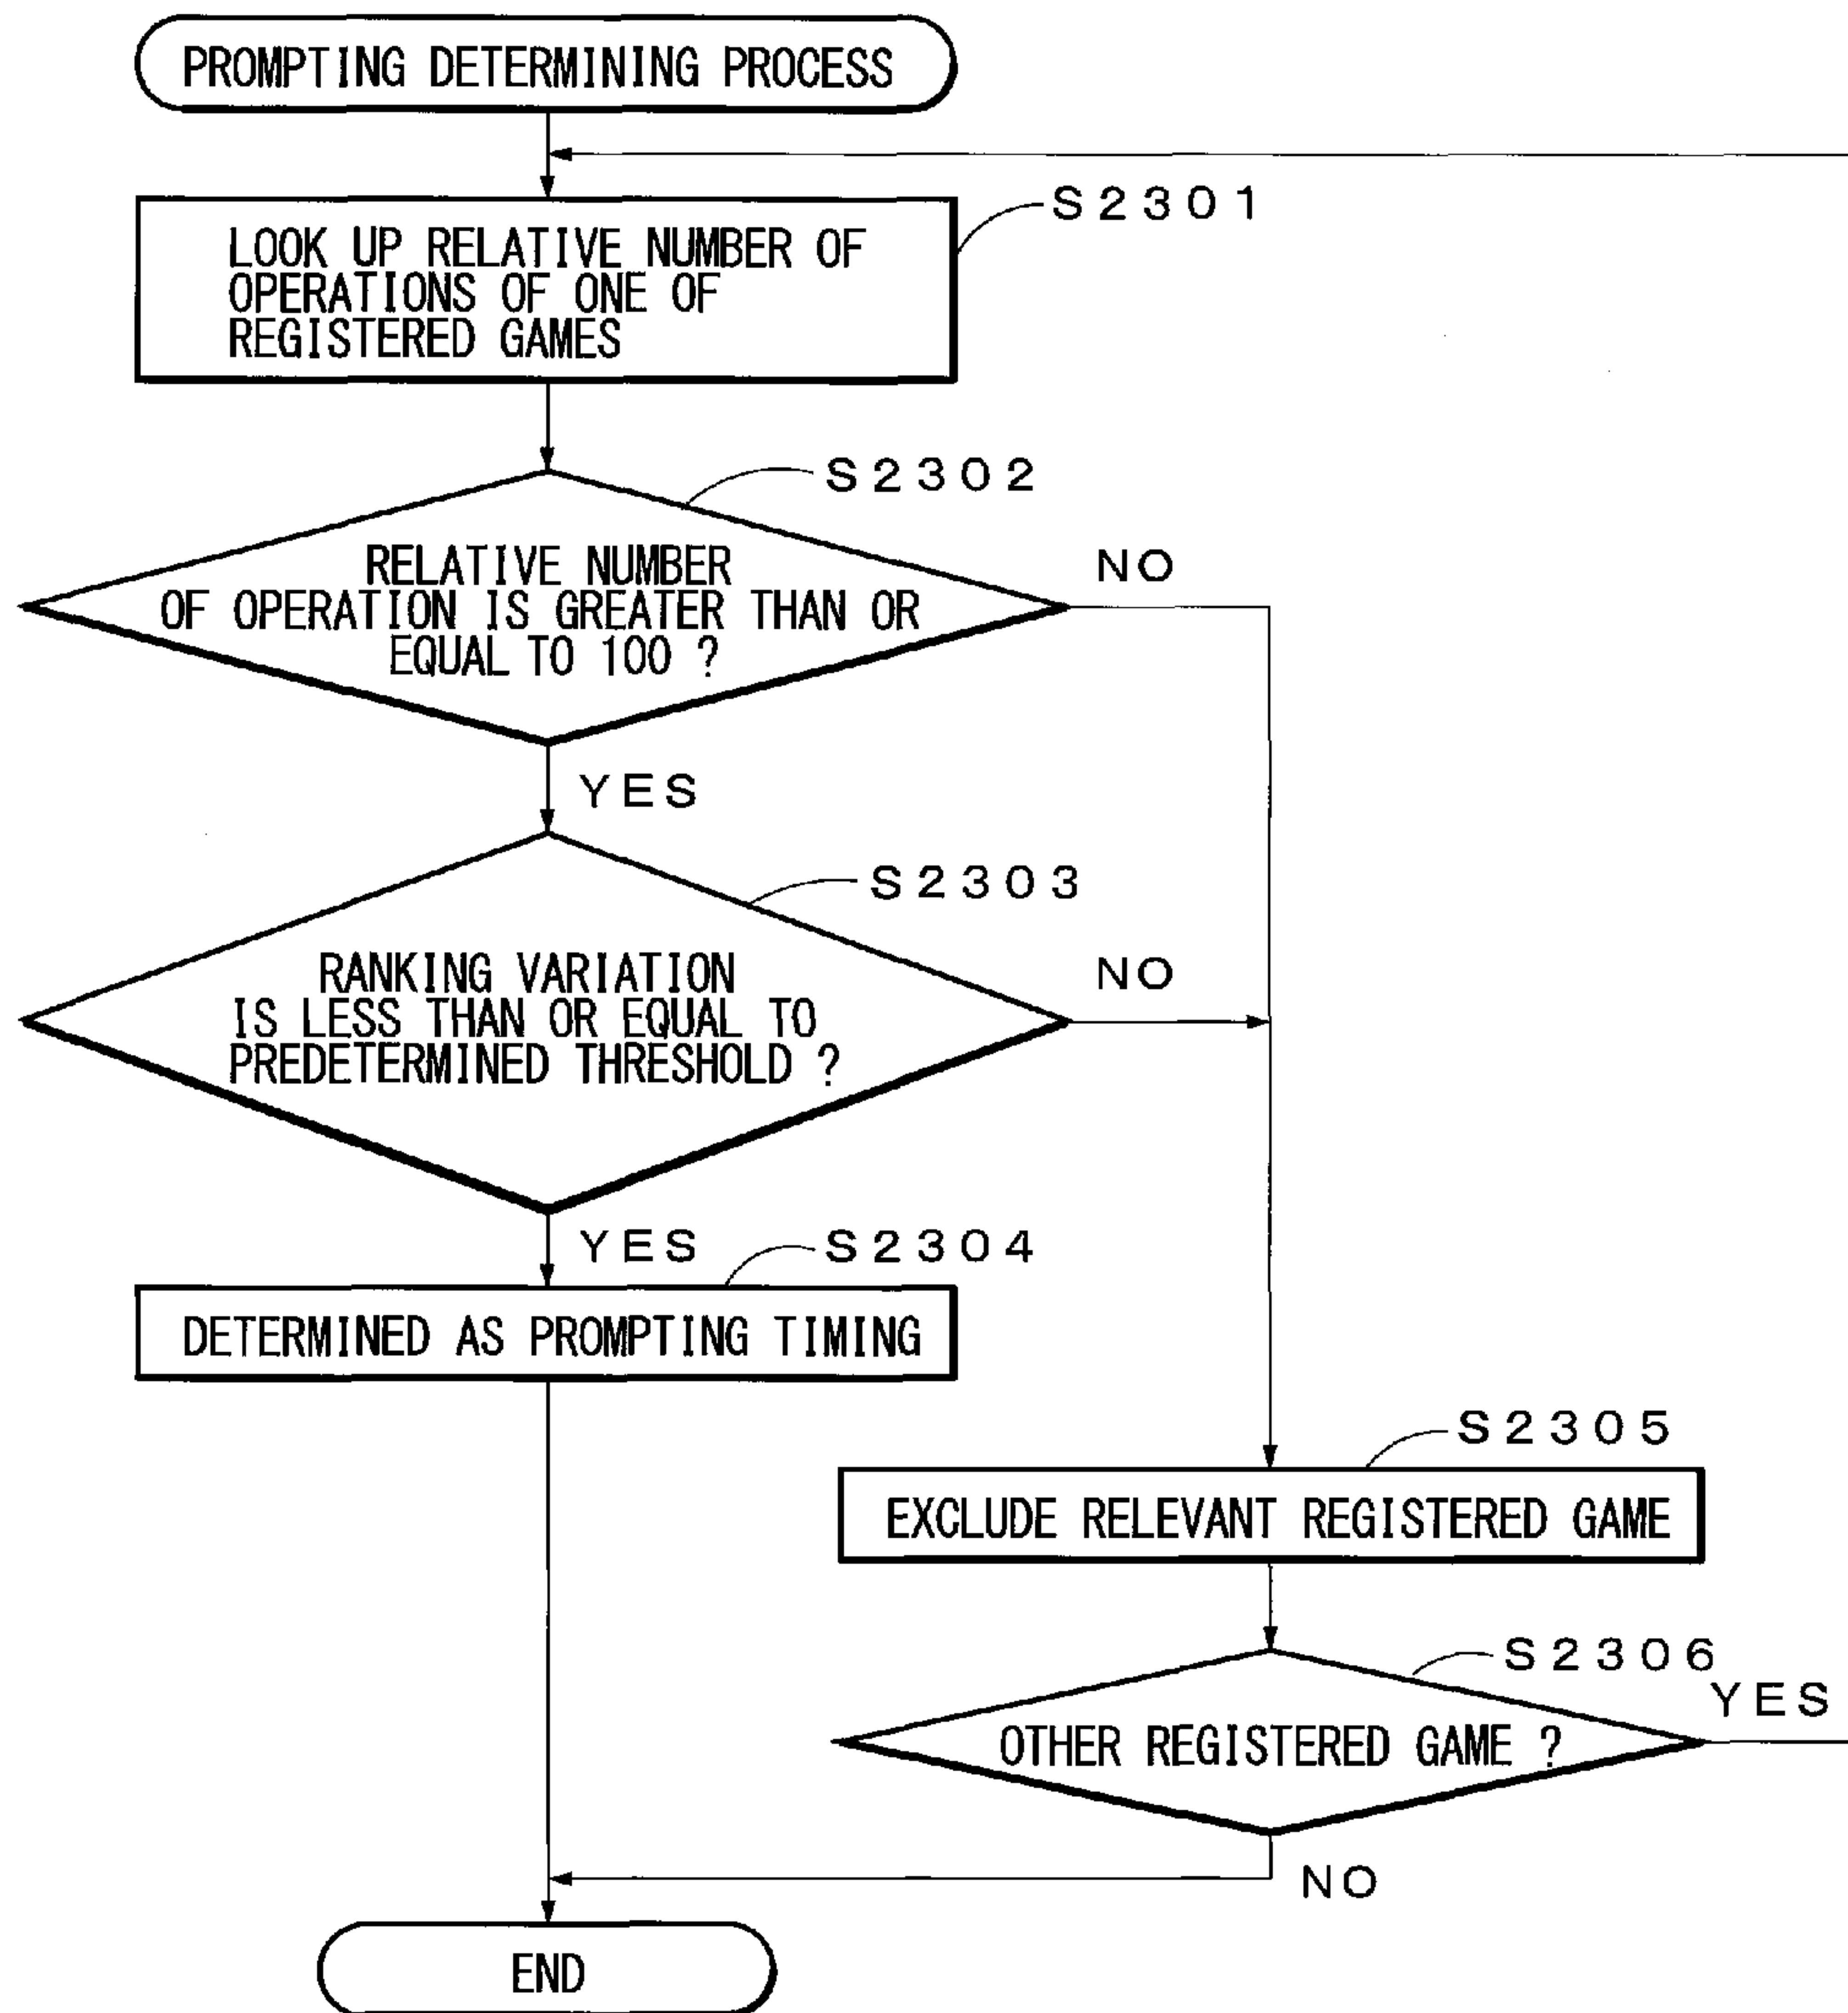 PROMPTING DETERMINING PROCESS
S2301
LOOK UP RELATIVE NUMBER OF
OPERATIONS OF ONE OF
REGISTERED GAMES
S2302
RELATIVE NUMBER
OF OPERATION IS GREATER THAN OR
EQUAL TO 100 ?
NO
YES
S2303
RANKING VARIATION
IS LESS THAN OR EQUAL TO
PREDETERMINED THRESHOLD ?
NO
YES
S2304
DETERMINED AS PROMPTING TIMING
S2305
EXCLUDE RELEVANT REGISTERED GAME
S2306
YES
OTHER REGISTERED GAME ?
NO
END